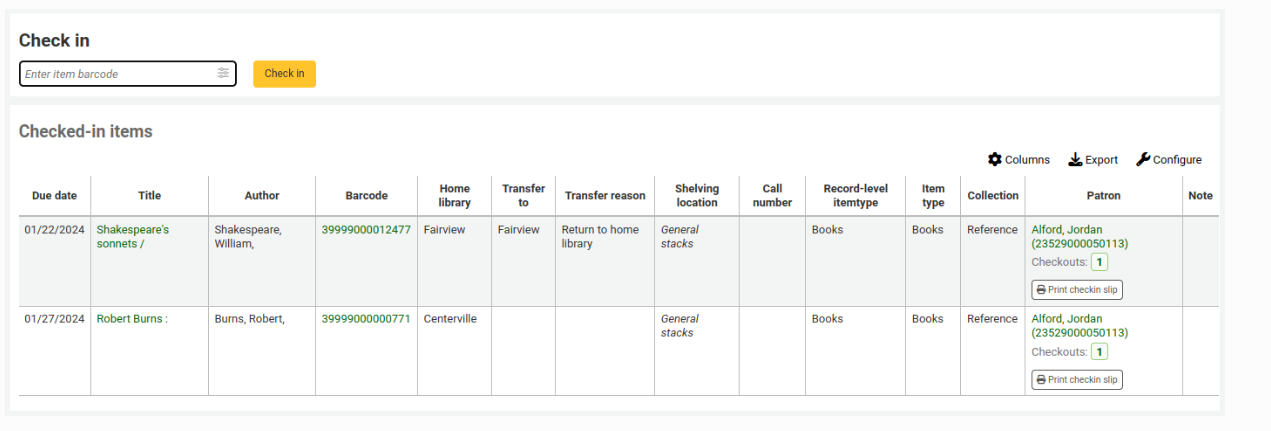 Check in
Enter item barcode
Check in
Checked-in items
Columns Export Configure
Due date Title Author Barcode Home library Transfer to Transfer reason Shelving location Call number Record-level itemtype Item type Collection Patron Note
01/22/2024 Shakespeare's sonnets / Shakespeare, William, 39999000012477 Fairview Fairview Return to home library General stacks Books Books Reference Alford, Jordan (23529000050113)
Checkouts: 1
Print checkin slip
01/27/2024 Robert Burns : Burns, Robert, 39999000000771 Centerville General stacks Books Books Reference Alford, Jordan (23529000050113)
Checkouts: 1
Print checkin slip